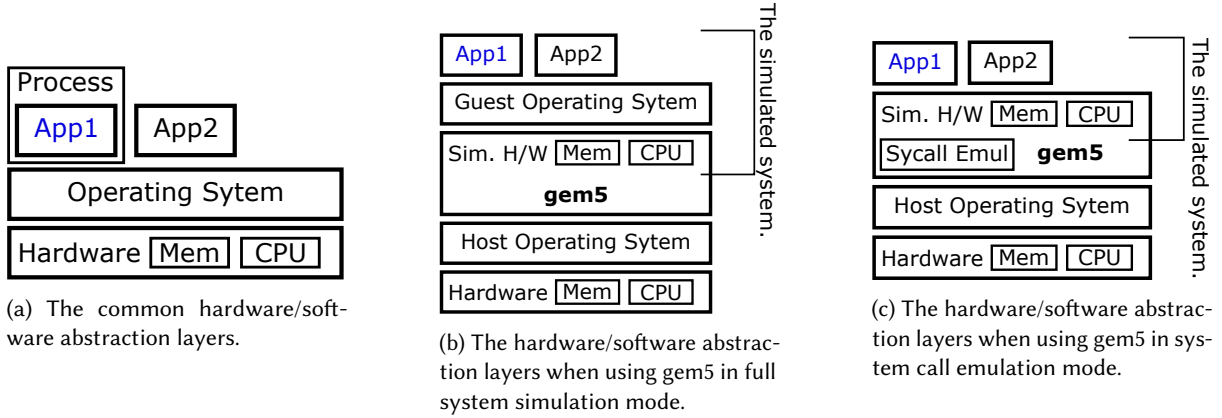 Process
App1 App2
Operating Sytem
Hardware Mem CPU
(a) The common hardware/soft-
ware abstraction layers.
App1 App2
Guest Operating Sytem
Sim. H/W Mem CPU
gem5
Host Operating Sytem
Hardware Mem CPU
The simulated system.
(b) The hardware/software abstrac-
tion layers when using gem5 in full
system simulation mode.
App1 App2
Sim. H/W Mem CPU
Sycall Emul gem5
Host Operating Sytem
Hardware Mem CPU
The simulated system.
(c) The hardware/software abstrac-
tion layers when using gem5 in sys-
tem call emulation mode.